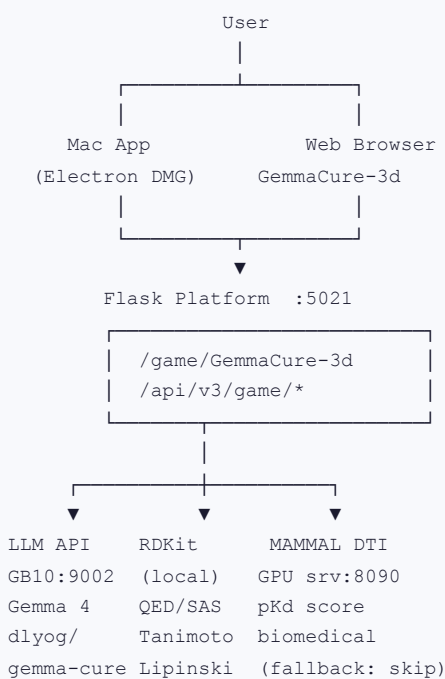 User
Mac App Web Browser
(Electron DMG) GemmaCure-3d
Flask Platform :5021
/game/GemmaCure-3d
/api/v3/game/*
LLM API RDKit MAMMAL DTI
GB10:9002 (local) GPU srv:8090
Gemma 4 QED/SAS pKd score
dlyog/ Tanimoto biomedical
gemma-cure Lipinski (fallback: skip)